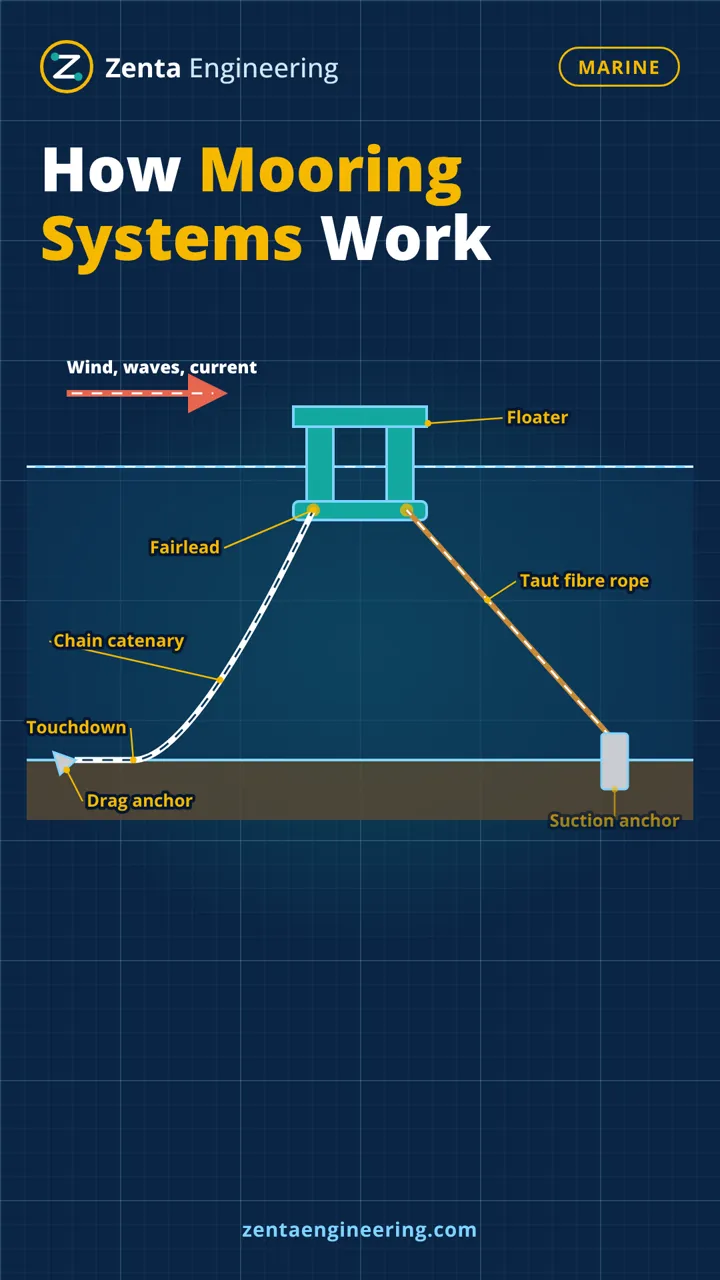 Zenta Engineering
MARINE
How Mooring
Systems Work
Wind, waves, current
Floater
Fairlead
Taut fibre rope
Chain catenary
Touchdown
Drag anchor
Suction anchor
zentaengineering.com